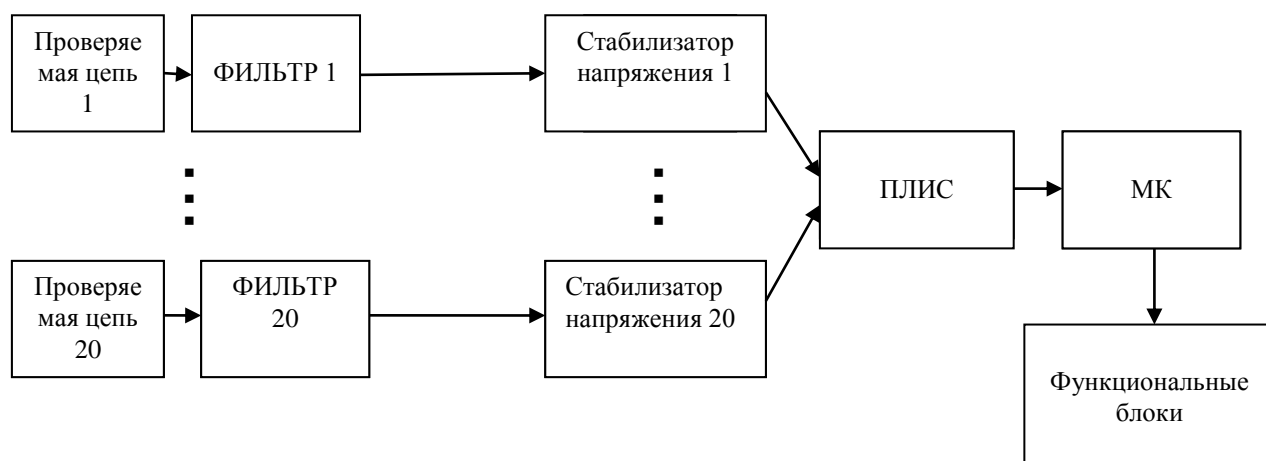 Проверяе
мая цепь
1
ФИЛЬТР 1
Стабилизатор
напряжения 1
ПЛИС
МК
Проверяе
мая цепь
20
ФИЛЬТР
20
Стабилизатор
напряжения 20
Функциональные
блоки